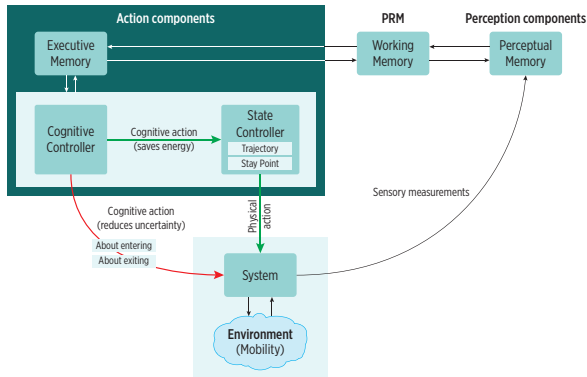 Action components
PRM
Perception components
Executive
Memory
Working
Memory
Perceptual
Memory
Cognitive
Controller
Cognitive action
(saves energy)
State
Controller
Trajectory
Stay Point
Sensory measurements
Cognitive action
(reduces uncertainty)
About entering
About exiting
Physical
action
System
Environment
(Mobility)